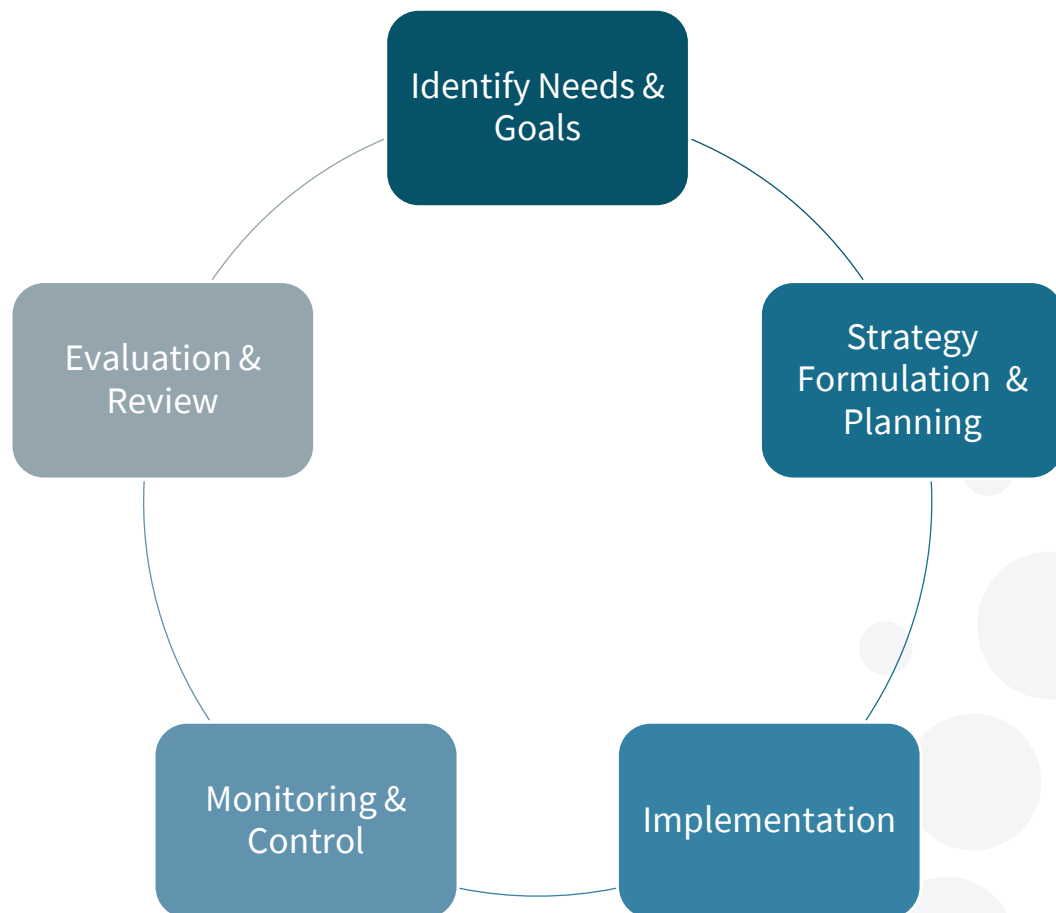 Identify Needs &
Goals
Strategy
Formulation &
Planning
Implementation
Monitoring &
Control
Evaluation &
Review